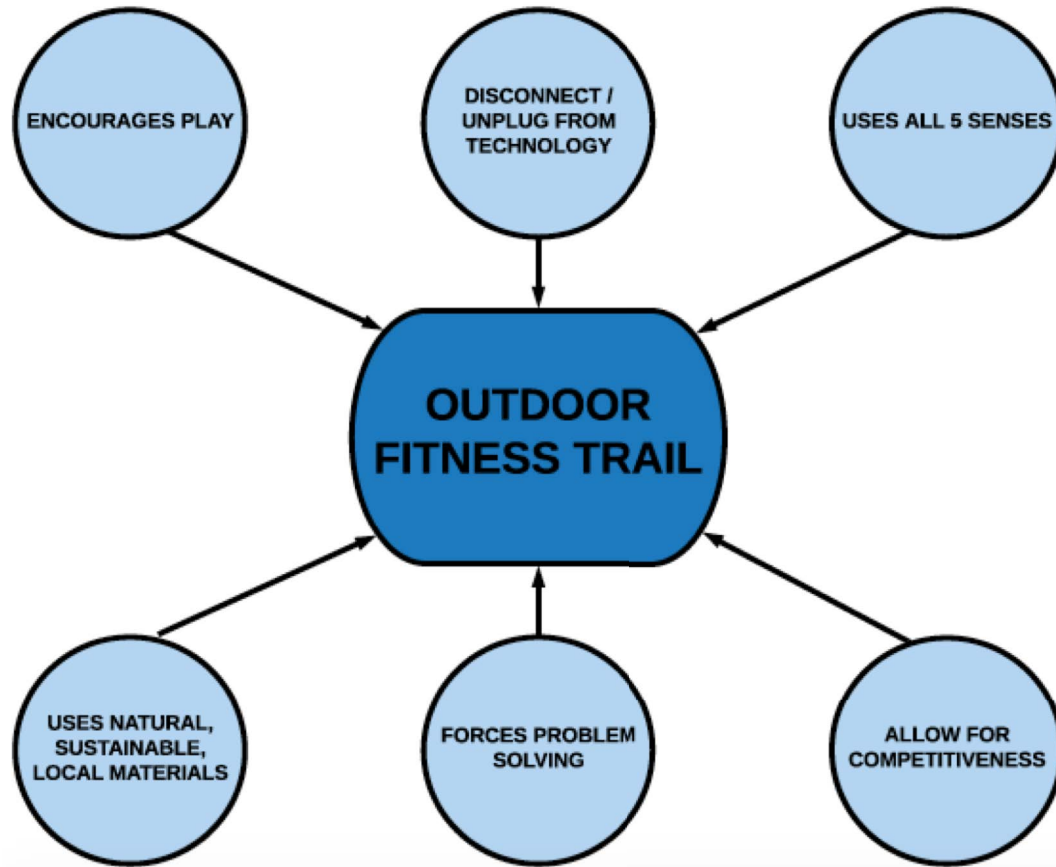 ENCOURAGES PLAY
DISCONNECT /
UNPLUG FROM
TECHNOLOGY
USES ALL 5 SENSES
OUTDOOR
FITNESS TRAIL
USES NATURAL,
SUSTAINABLE,
LOCAL MATERIALS
FORCES PROBLEM
SOLVING
ALLOW FOR
COMPETITIVENESS